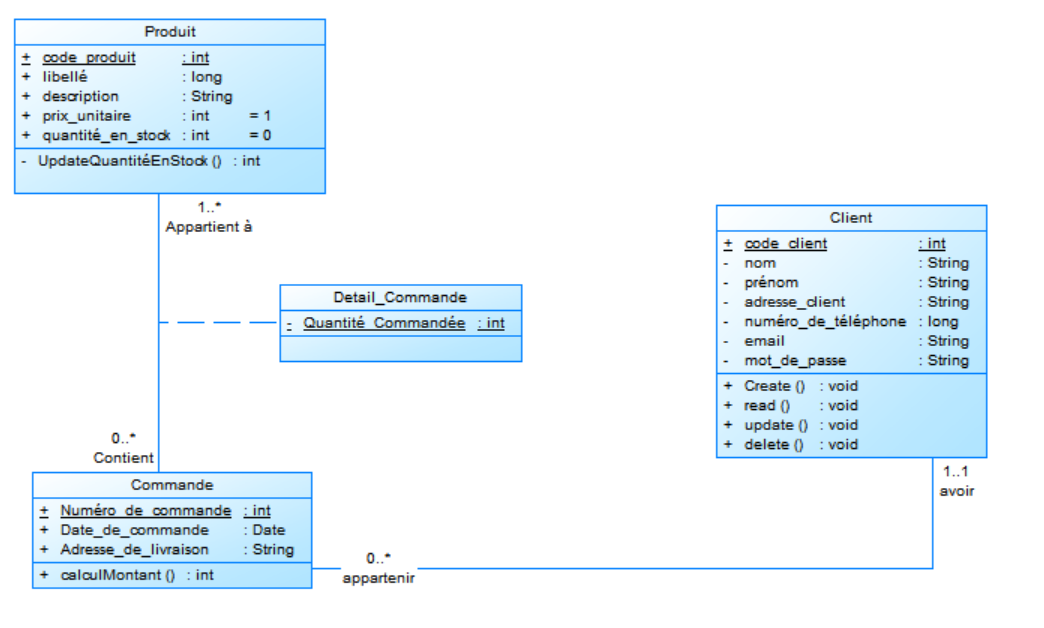 Produit
+ code_produit : int
+ libellé : long
+ description : String
+ prix_unitaire : int = 1
+ quantité_en_stock : int = 0
- UpdateQuantitéEnStock () : int
1..*
Appartient à
Client
+ code_client : int
- nom : String
- prénom : String
- adresse_client : String
- numéro_de_téléphone : long
- email : String
- mot_de_passe : String
+ Create () : void
+ read () : void
+ update () : void
+ delete () : void
Detail_Commande
- Quantité_Commandée : int
0..*
Contient
1..1
avoir
Commande
+ Numéro_de_commande : int
+ Date_de_commande : Date
+ Adresse_de_livraison : String
+ calculMontant () : int
0..*
appartenir